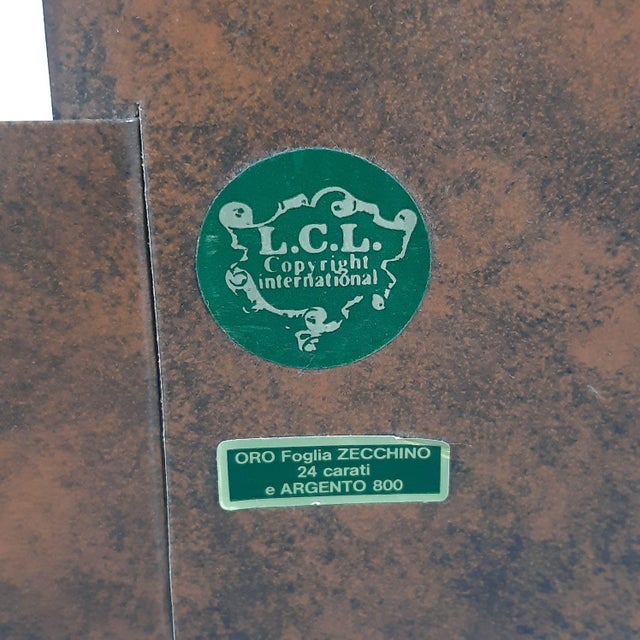 L.C.L.
Copyright
international
ORO Foglia ZECCHINO
24 carati
e ARGENTO 800